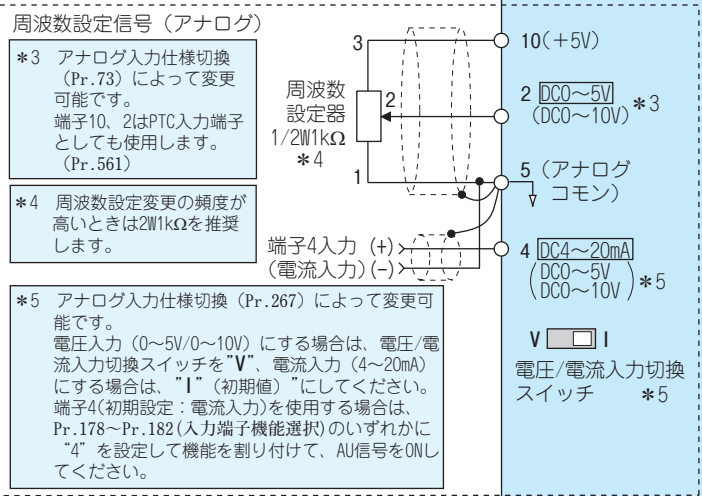 周波数設定信号（アナログ）
*3 アナログ入力仕様切換
（Pr.73）によって変更
可能です。
端子10、2はPTC入力端子
としても使用します。
（Pr.561）
*4 周波数設定変更の頻度が
高いときは2W1kΩを推奨
します。
周波数
設定器
1/2W1kΩ
*4
3
2
1
10(＋5V)
2 DC0～5V
(DC0～10V) *3
5 (アナログ
コモン)
端子4入力 (+)
(電流入力) (−)
4 DC4～20mA
(DC0～5V
DC0～10V) *5
V I
電圧/電流入力切換
スイッチ *5
*5 アナログ入力仕様切換（Pr.267）によって変更可
能です。
電圧入力（0～5V/0～10V）にする場合は、電圧/電
流入力切換スイッチを"V"、電流入力（4～20mA）
にする場合は、"I"（初期値）"にしてください。
端子4(初期設定：電流入力)を使用する場合は、
Pr.178～Pr.182(入力端子機能選択)のいずれかに
“4”を設定して機能を割り付けて、AU信号をONし
てください。